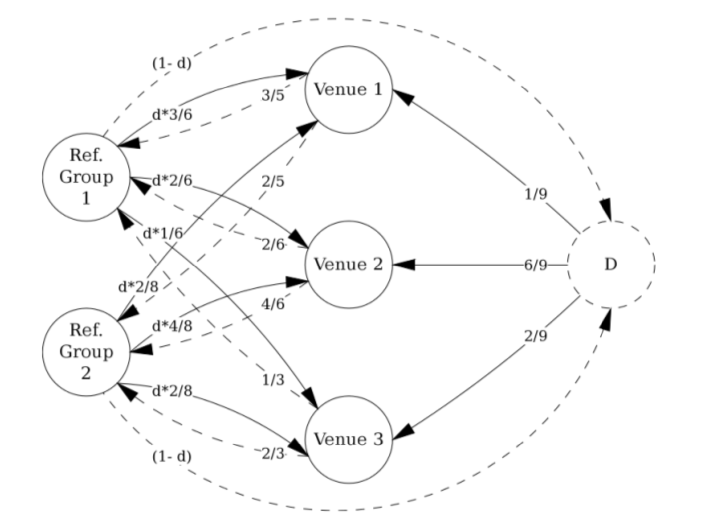 (1- d)
3/5
Venue 1
d*3/6
Ref.
Group
1
d*2/6
2/5
1/9
d*1/6
2/6
Venue 2
6/9
D
d*2/8
4/6
Ref.
Group
2
d*4/8
2/9
1/3
d*2/8
Venue 3
2/3
(1- d)